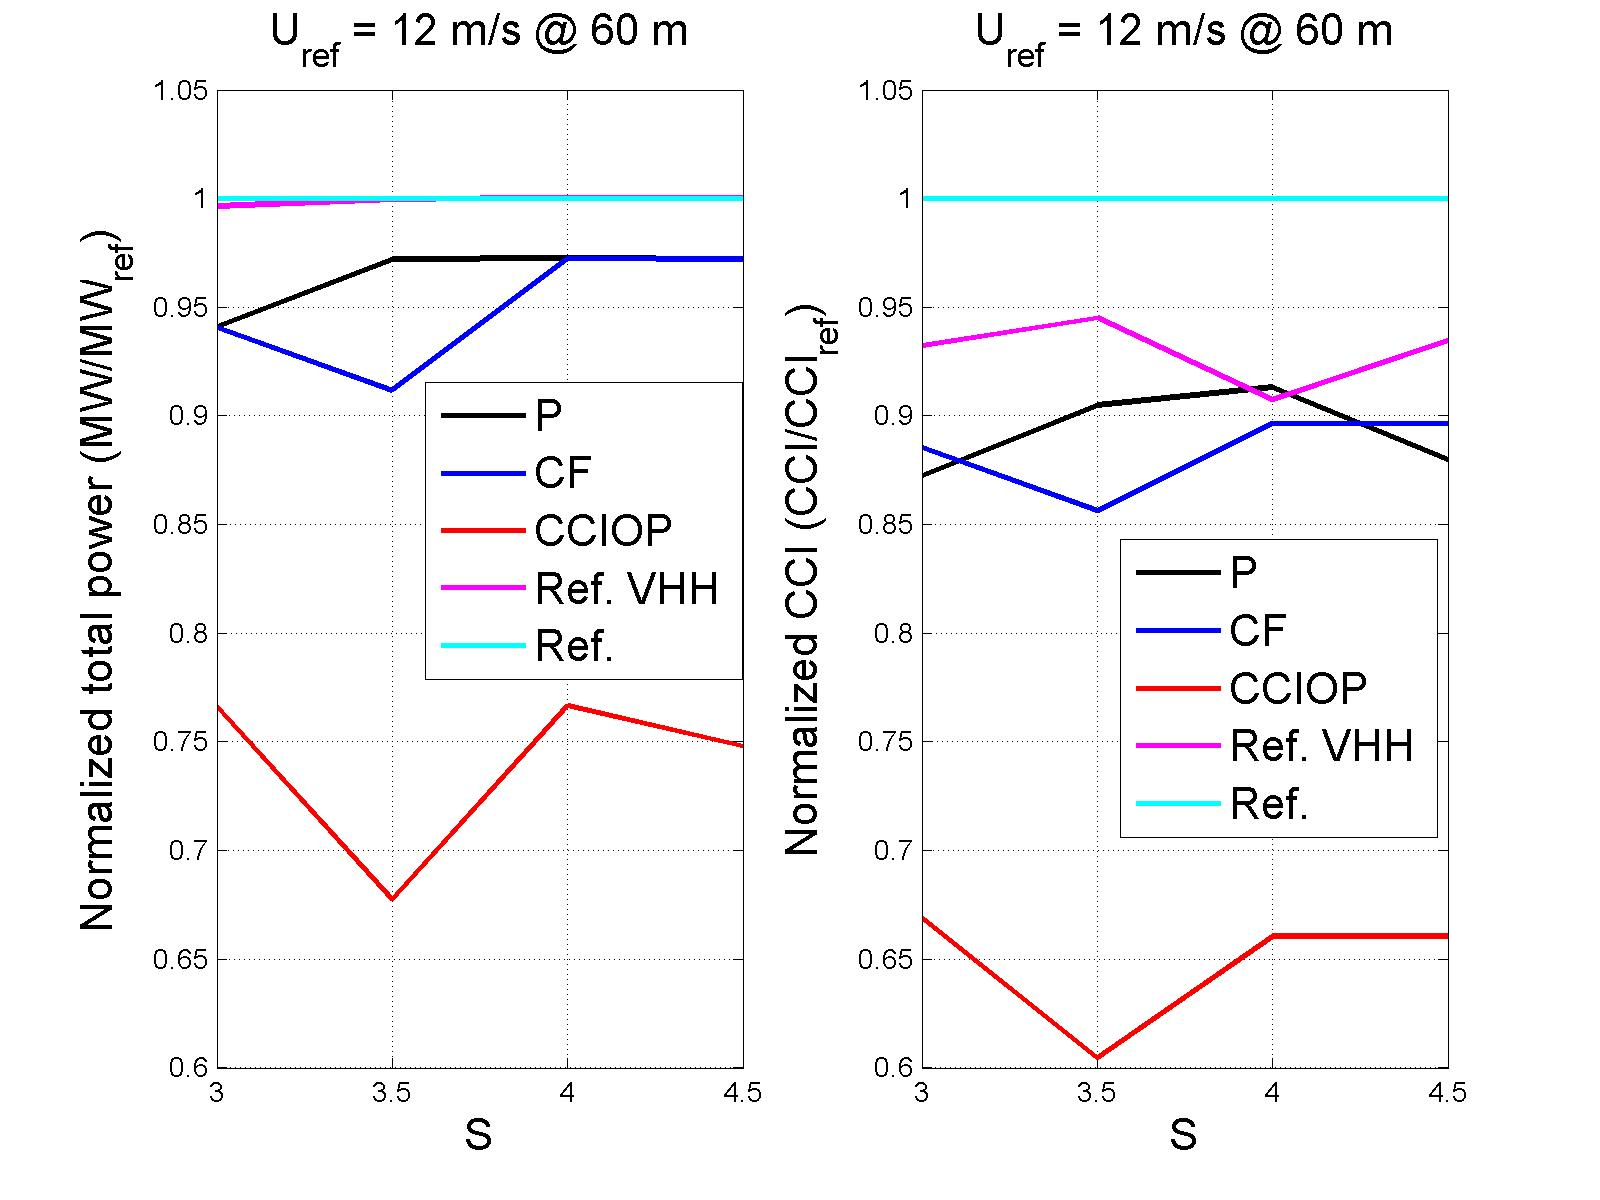 U_ref = 12 m/s @ 60 m
Normalized total power (MW/MW_ref)
1.05
1
0.95
0.9
0.85
0.8
0.75
0.7
0.65
0.6
3
3.5
4
4.5
S
P
CF
CCIOP
Ref. VHH
Ref.
U_ref = 12 m/s @ 60 m
Normalized CCI (CCI/CCI_ref)
1.05
1
0.95
0.9
0.85
0.8
0.75
0.7
0.65
0.6
3
3.5
4
4.5
S
P
CF
CCIOP
Ref. VHH
Ref.